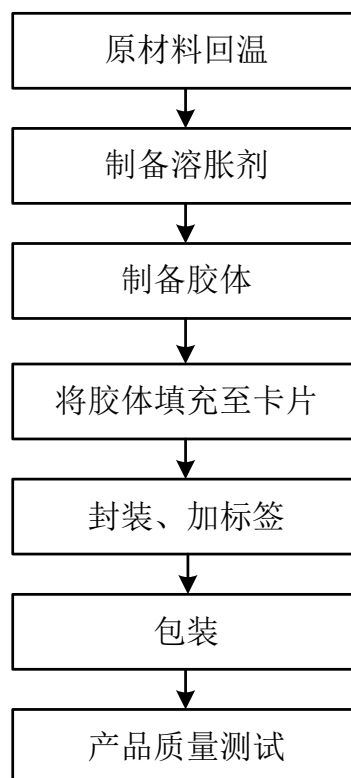 原材料回温
制备溶胀剂
制备胶体
将胶体填充至卡片
封装、加标签
包装
产品质量测试